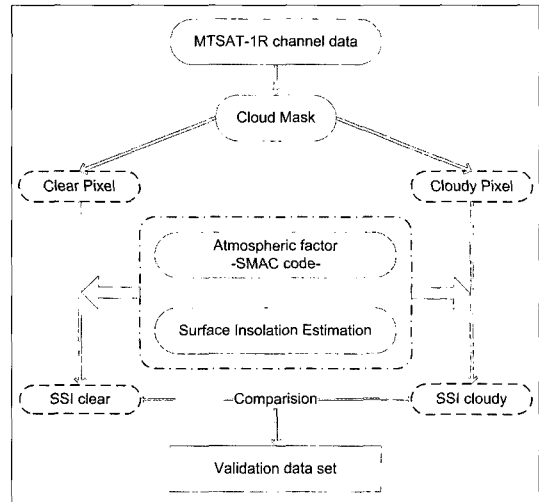 MTSAT-1R channel data
Cloud Mask
Clear Pixel
Cloudy Pixel
Atmospheric factor
-SMAC code-
Surface Insolation Estimation
SSI clear
Comparision
SSI cloudy
Validation data set